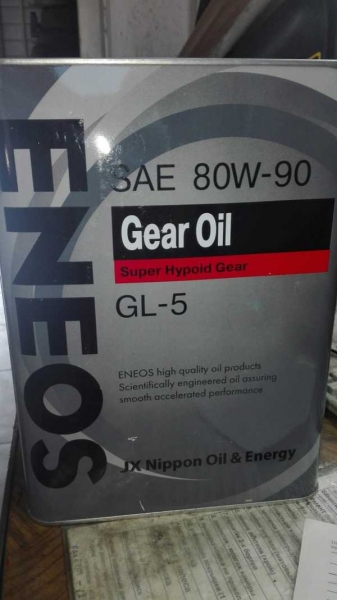 ENEOS
SAE 80W-90
Gear Oil
Super Hypoid Gear
GL-5
ENEOS high quality oil products
Scientifically engineered oil assuring
smooth accelerated performance
JX Nippon Oil & Energy